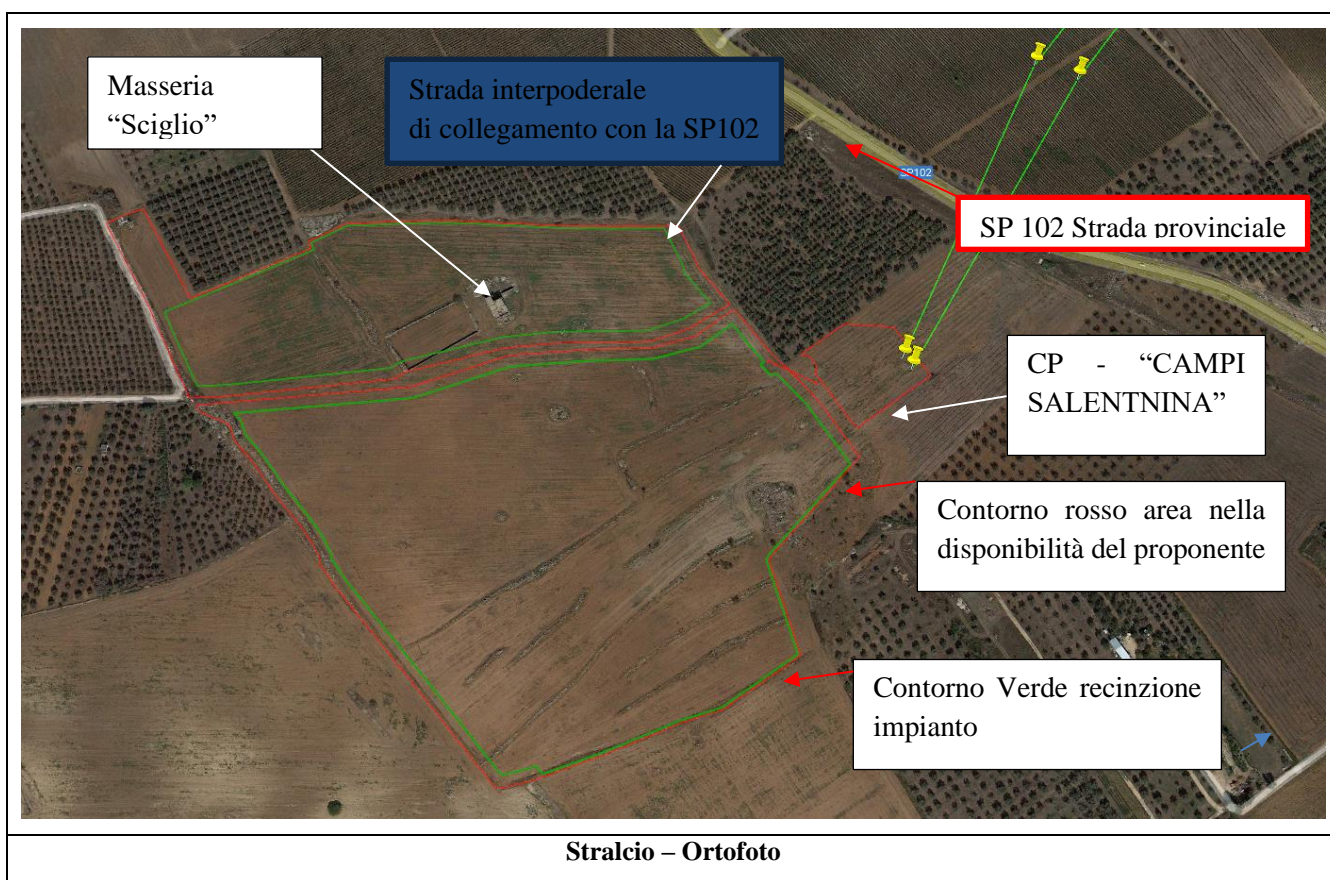 Masseria
“Sciglio”
Strada interpoderale
di collegamento con la SP102
SP102
SP 102 Strada provinciale
CP - “CAMPI
SALENTNINA”
Contorno rosso area nella
disponibilità del proponente
Contorno Verde recinzione
impianto
Stralcio – Ortofoto